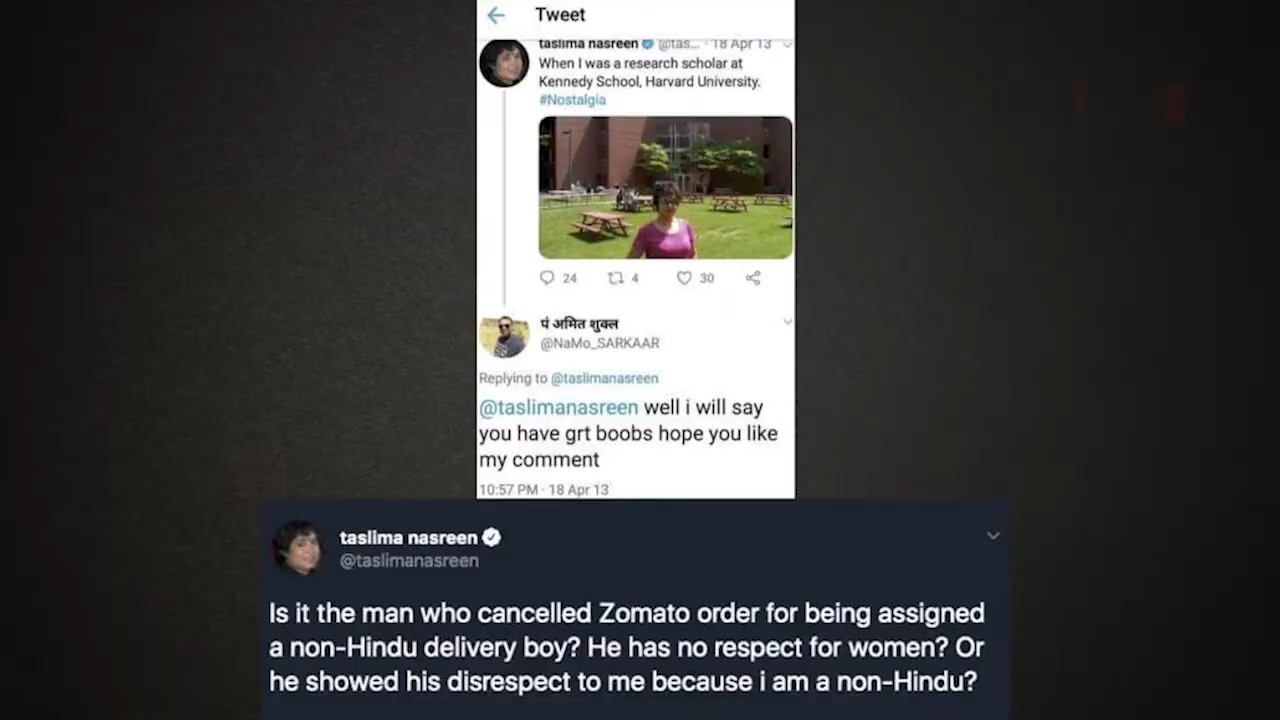 Tweet
taslima nasreen @tas... · 18 Apr 13
When I was a research scholar at
Kennedy School, Harvard University.
#Nostalgia
24 4 30
पं अमित शुक्ल
@NaMo_SARKAAR
Replying to @taslimanasreen
@taslimanasreen well i will say
you have grt boobs hope you like
my comment
10:57 PM · 18 Apr 13
taslima nasreen
@taslimanasreen
Is it the man who cancelled Zomato order for being assigned
a non-Hindu delivery boy? He has no respect for women? Or
he showed his disrespect to me because i am a non-Hindu?